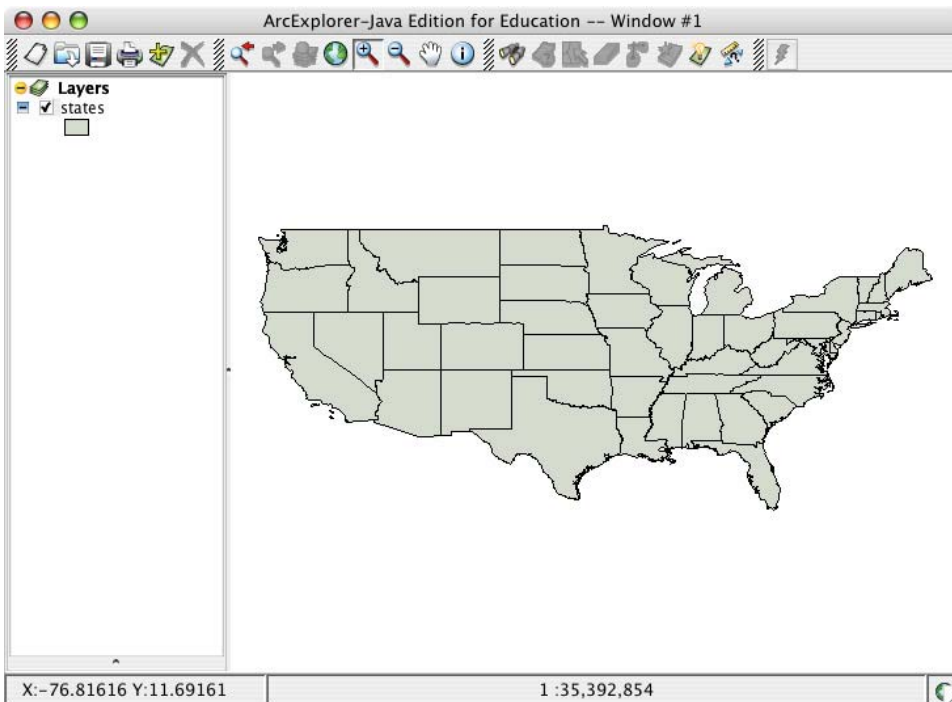 ArcExplorer-Java Edition for Education -- Window #1
Layers
states
X:-76.81616 Y:11.69161
1 :35,392,854